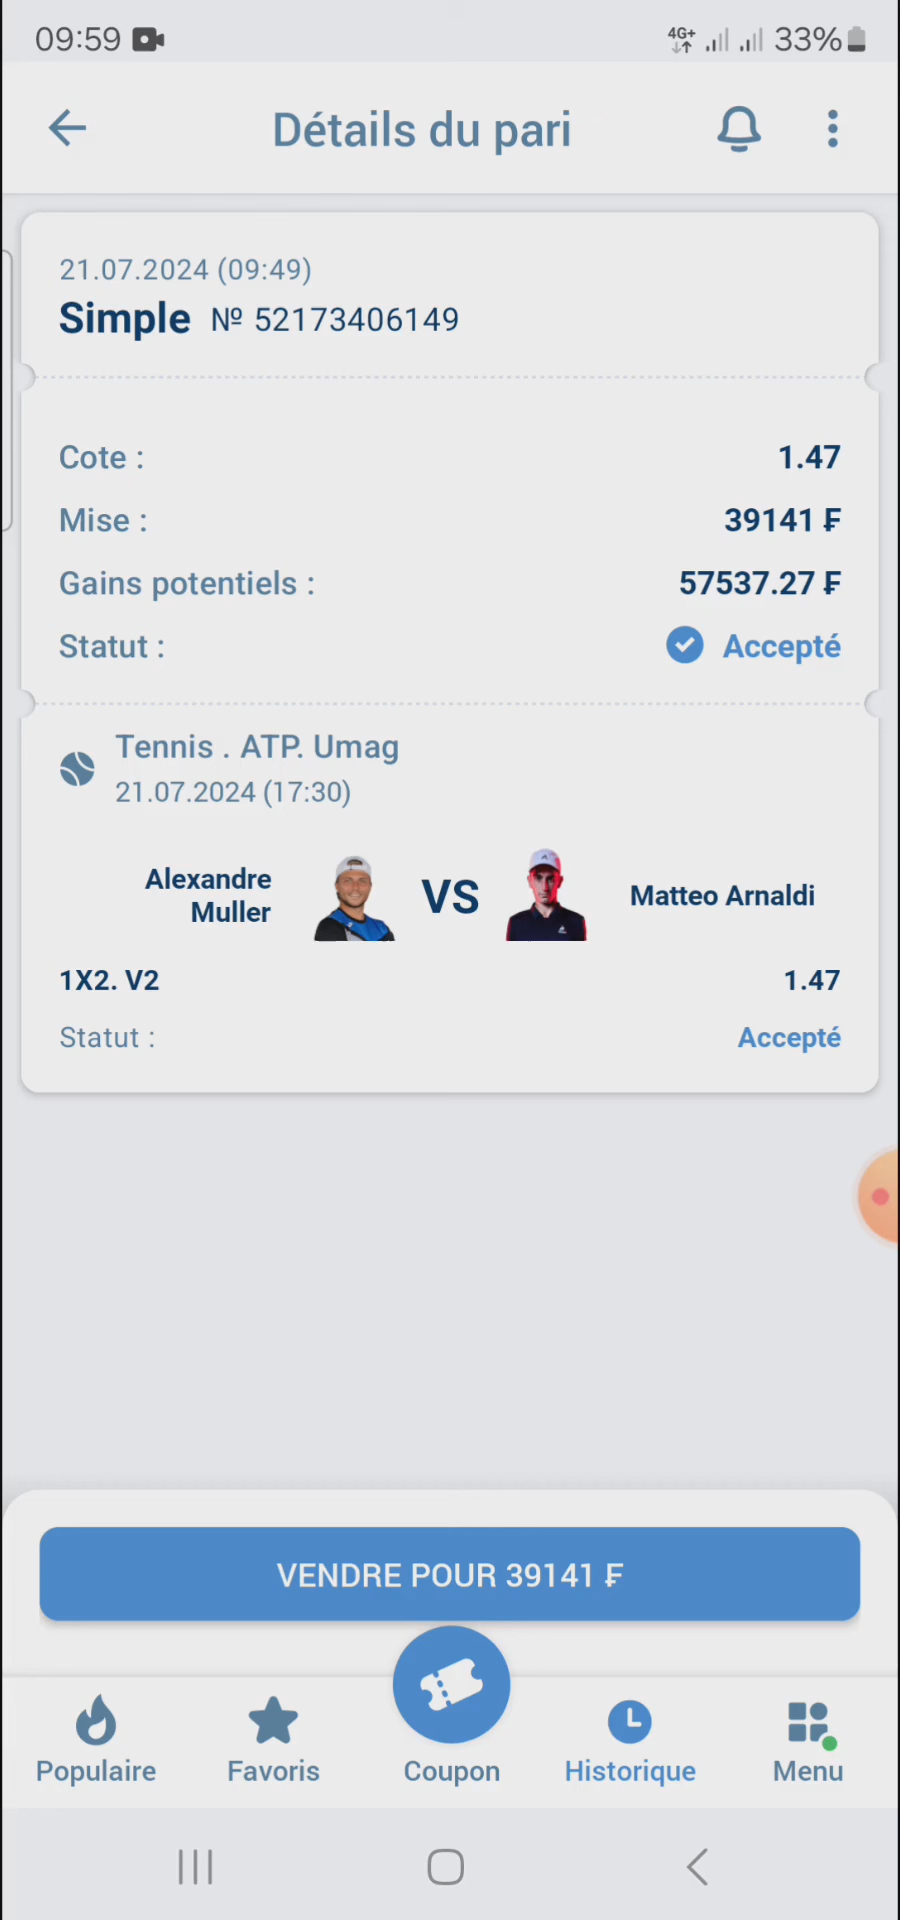 09:59
4G+
33%
Détails du pari
21.07.2024 (09:49)
Simple № 52173406149
Cote : 1.47
Mise : 39141 ₣
Gains potentiels : 57537.27 ₣
Statut : Accepté
Tennis . ATP. Umag
21.07.2024 (17:30)
Alexandre
Muller
VS
Matteo Arnaldi
1X2. V2 1.47
Statut : Accepté
VENDRE POUR 39141 ₣
Populaire
Favoris
Coupon
Historique
Menu